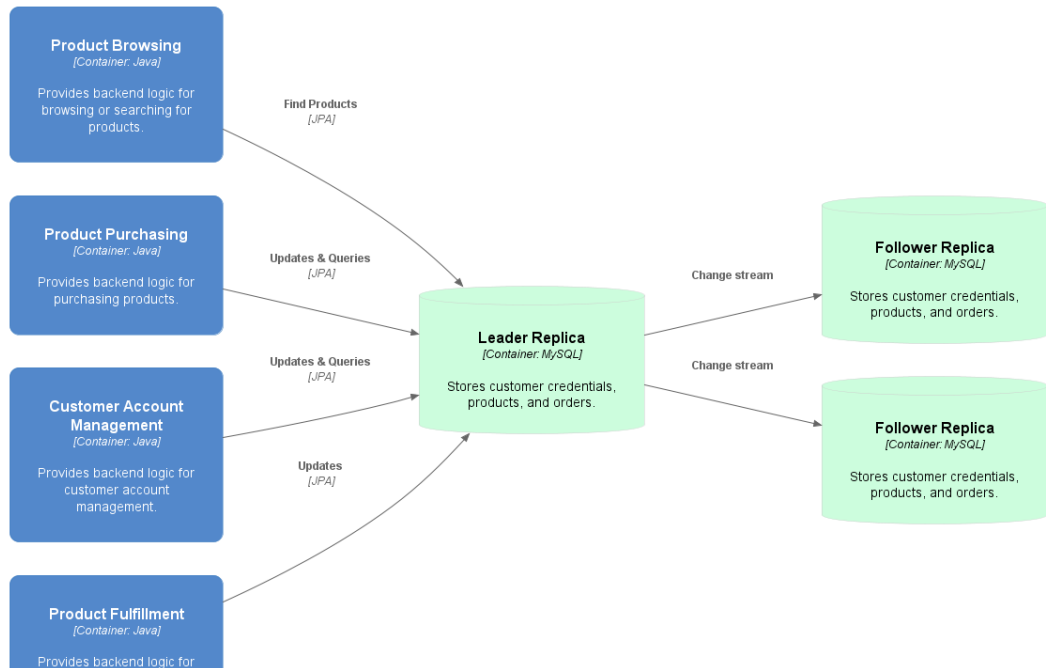 Product Browsing
[Container: Java]
Provides backend logic for
browsing or searching for
products.
Find Products
[JPA]
Product Purchasing
[Container: Java]
Provides backend logic for
purchasing products.
Updates & Queries
[JPA]
Customer Account
Management
[Container: Java]
Provides backend logic for
customer account
management.
Updates & Queries
[JPA]
Product Fulfillment
[Container: Java]
Provides backend logic for
Updates
[JPA]
Leader Replica
[Container: MySQL]
Stores customer credentials,
products, and orders.
Change stream
Follower Replica
[Container: MySQL]
Stores customer credentials,
products, and orders.
Change stream
Follower Replica
[Container: MySQL]
Stores customer credentials,
products, and orders.